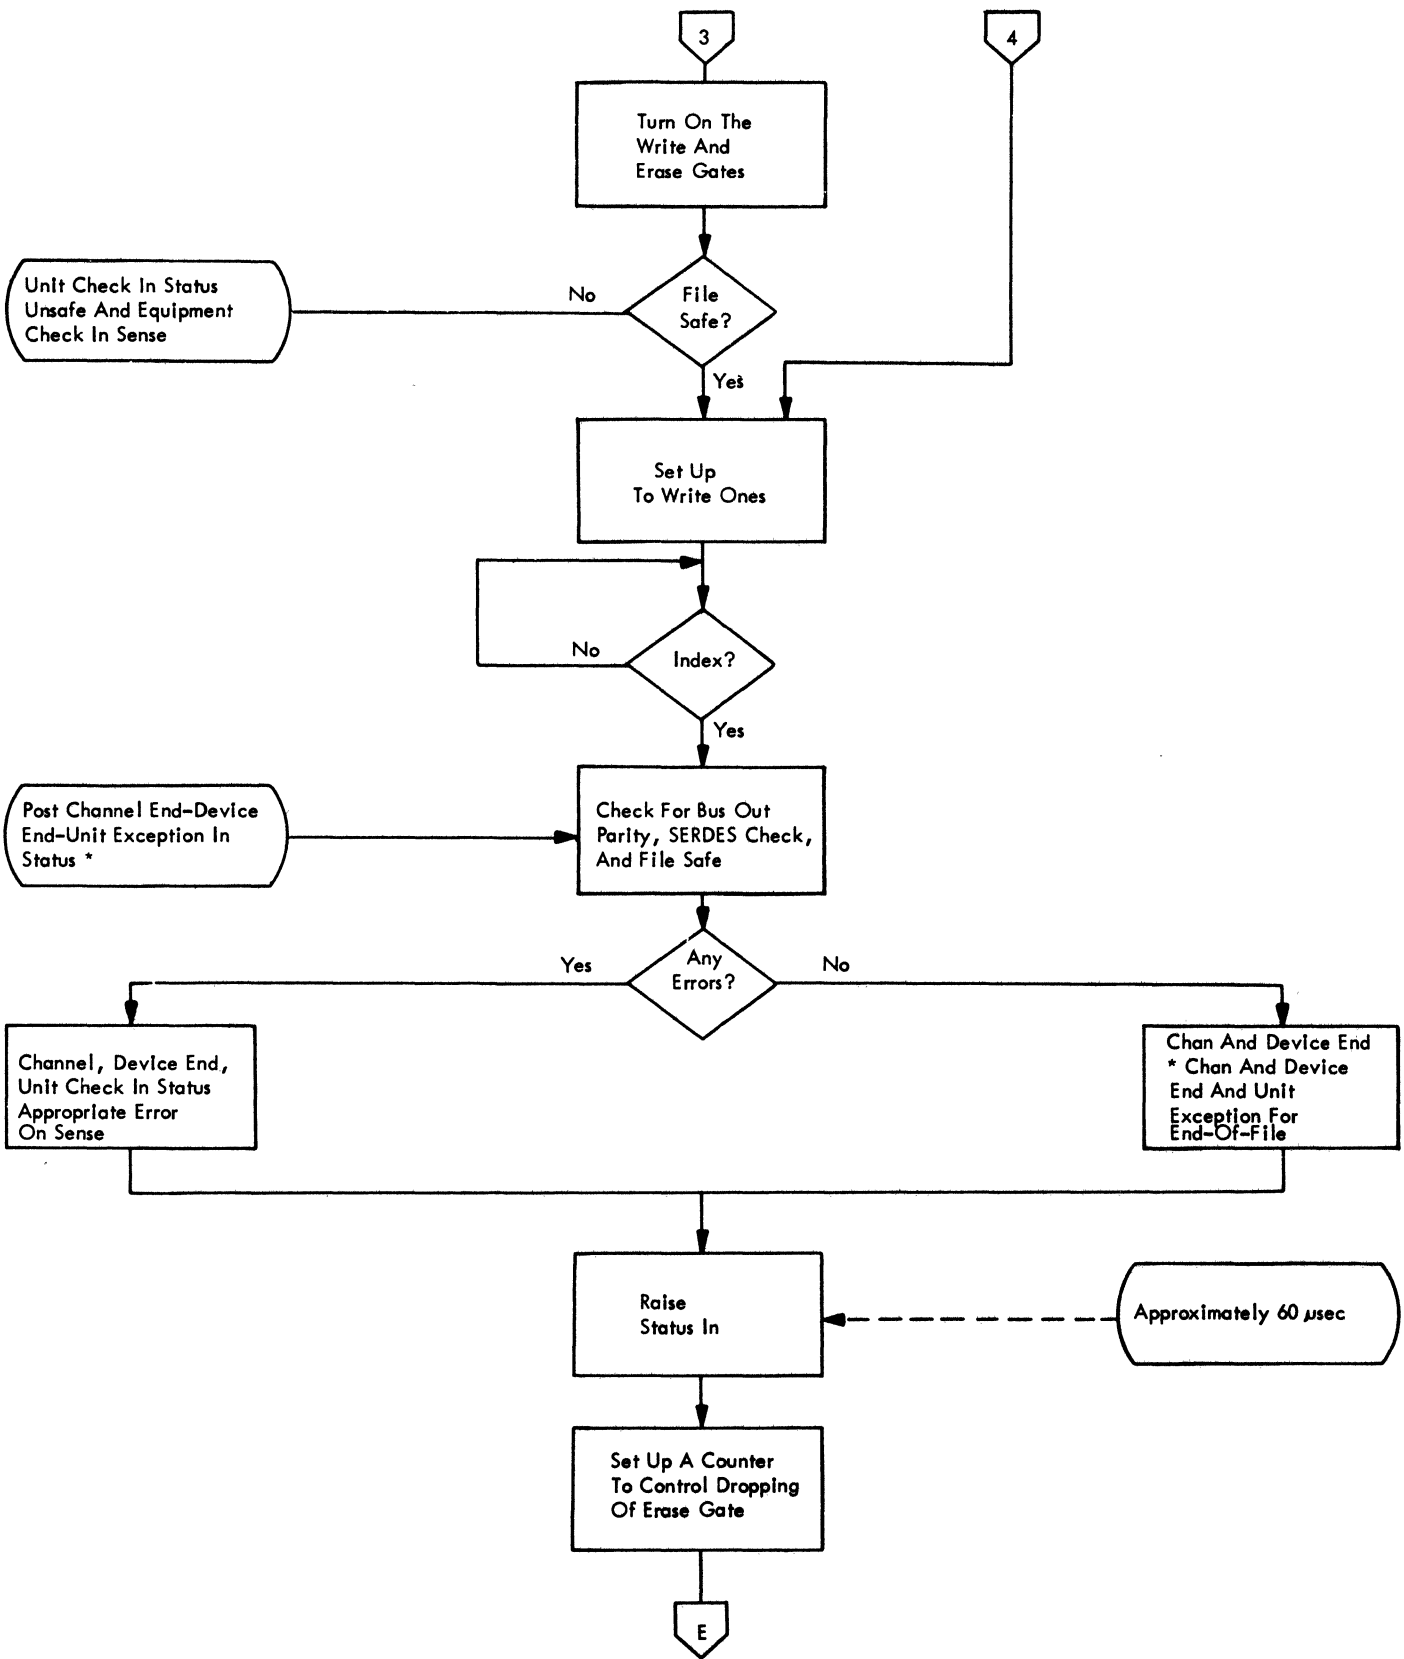 3
4
Turn On The
Write And
Erase Gates
Unit Check In Status
Unsafe And Equipment
Check In Sense
No
File
Safe?
Yes
Set Up
To Write Ones
No
Index?
Yes
Post Channel End-Device
End-Unit Exception In
Status *
Check For Bus Out
Parity, SERDES Check,
And File Safe
Yes
Any
Errors?
No
Channel, Device End,
Unit Check In Status
Appropriate Error
On Sense
Chan And Device End
* Chan And Device
End And Unit
Exception For
End-Of-File
Raise
Status In
Approximately 60 µsec
Set Up A Counter
To Control Dropping
Of Erase Gate
E